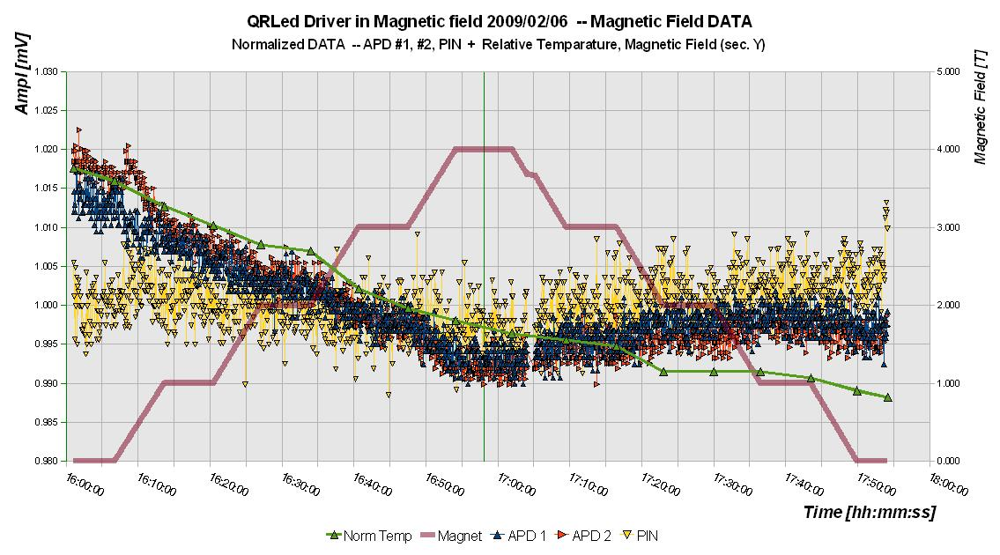 QRLed Driver in Magnetic field 2009/02/06 -- Magnetic Field DATA
Normalized DATA -- APD #1, #2, PIN + Relative Temparature, Magnetic Field (sec. Y)
Ampl [mV]
Magnetic Field [T]
1.030
1.025
1.020
1.015
1.010
1.005
1.000
0.995
0.990
0.985
0.980
5.000
4.000
3.000
2.000
1.000
0.000
16:00:00 16:10:00 16:20:00 16:30:00 16:40:00 16:50:00 17:00:00 17:10:00 17:20:00 17:30:00 17:40:00 17:50:00 18:00:00
Time [hh:mm:ss]
Norm Temp Magnet APD 1 APD 2 PIN